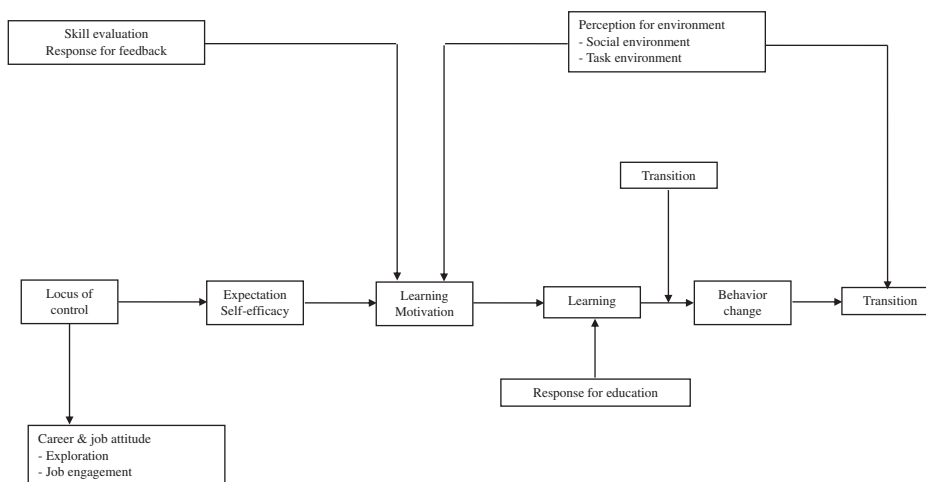 Skill evaluation
Response for feedback
Perception for environment
- Social environment
- Task environment
Transition
Locus of
control
Expectation
Self-efficacy
Learning
Motivation
Learning
Behavior
change
Transition
Response for education
Career & job attitude
- Exploration
- Job engagement